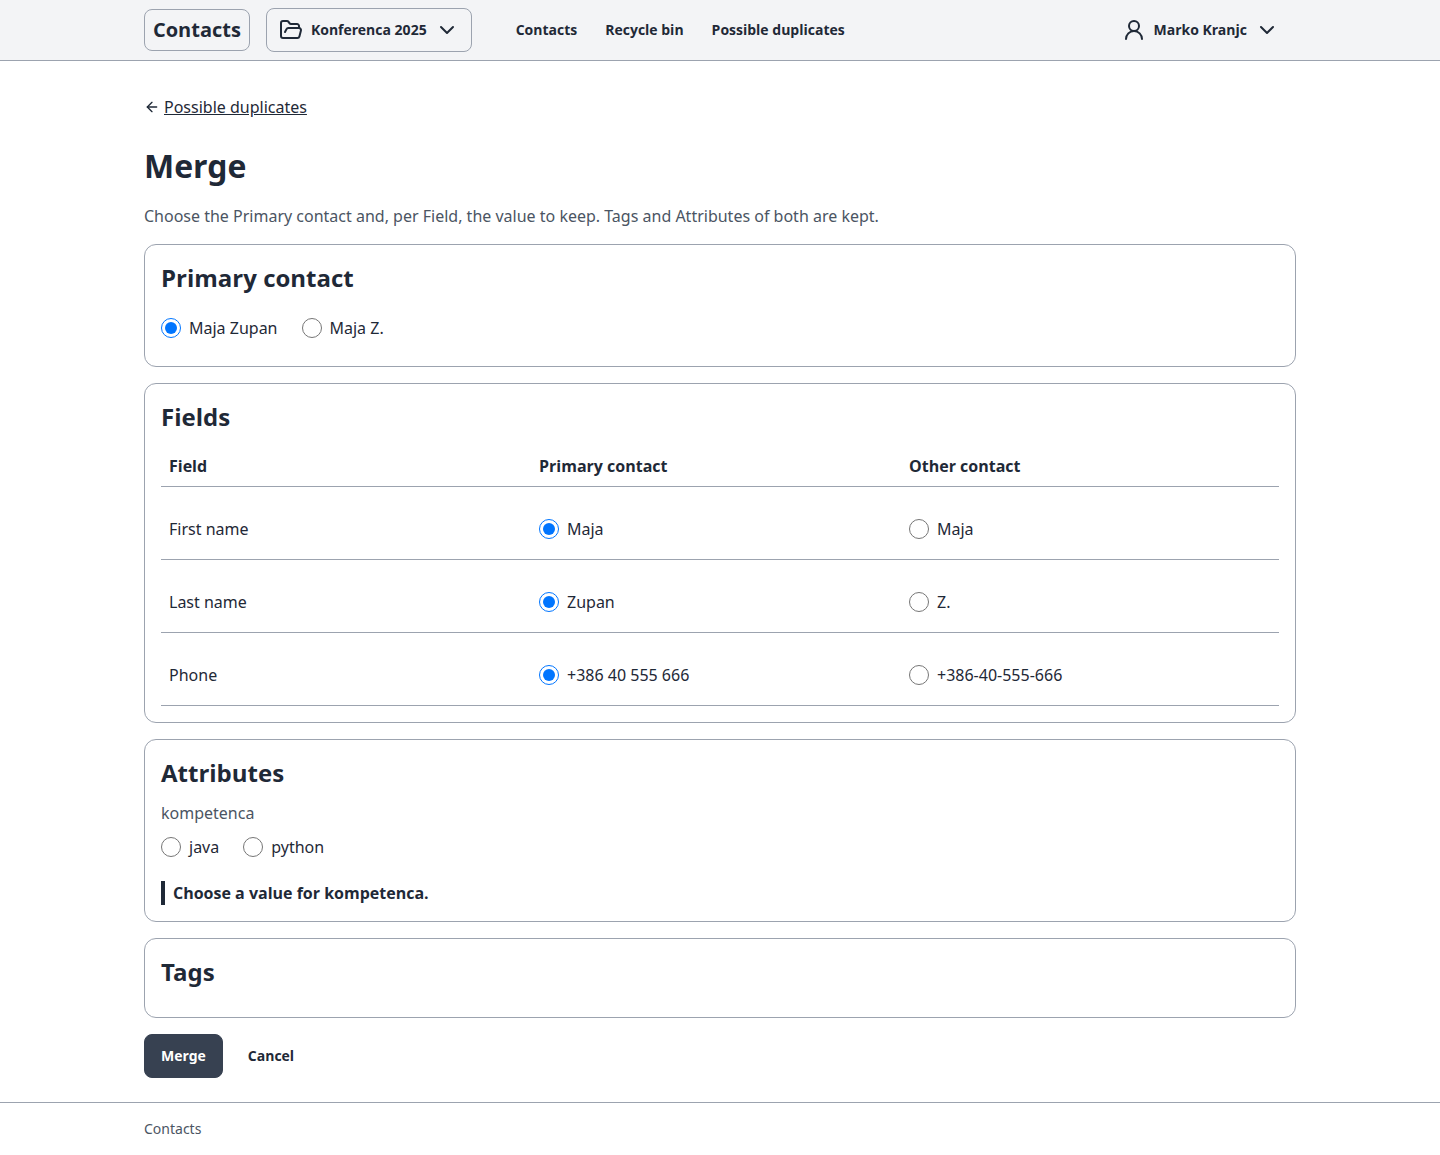 Contacts Konferenca 2025 Contacts Recycle bin Possible duplicates Marko Kranjc
← Possible duplicates
Merge
Choose the Primary contact and, per Field, the value to keep. Tags and Attributes of both are kept.
Primary contact
Maja Zupan Maja Z.
Fields
Field Primary contact Other contact
First name Maja Maja
Last name Zupan Z.
Phone +386 40 555 666 +386-40-555-666
Attributes
kompetenca
java python
Choose a value for kompetenca.
Tags
Merge Cancel
Contacts